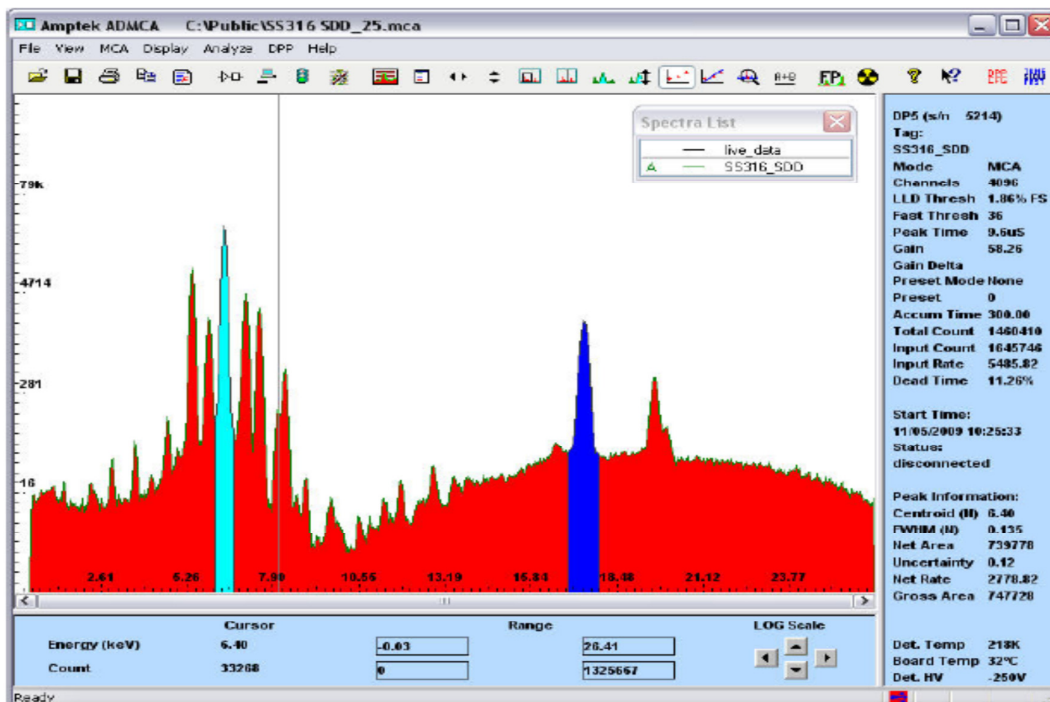 Amptek ADMCA C:\Public\SS316 SDD_25.mca
File View MCA Display Analyze DPP Help
Spectra List
live_data
A SS316_SDD
79k
4714
281
16
2.61 5.26 7.90 10.56 13.19 15.84 18.48 21.12 23.77
DP5 (s/n 5214)
Tag:
SS316_SDD
Mode MCA
Channels 4096
LLD Thresh 1.86% FS
Fast Thresh 36
Peak Time 9.6uS
Gain 58.26
Gain Delta
Preset Mode None
Preset 0
Accum Time 300.00
Total Count 1460410
Input Count 1645746
Input Rate 5485.82
Dead Time 11.26%
Start Time:
11/05/2009 10:25:33
Status:
disconnected
Peak Information:
Centroid (N) 6.40
FWHM (N) 0.135
Net Area 739778
Uncertainty 0.12
Net Rate 2778.82
Gross Area 747728
Det. Temp 218K
Board Temp 32°C
Det. HV -250V
Cursor Range LOG Scale
Energy (keV) 6.40 -0.03 26.41
Count 33268 0 1325667
Ready